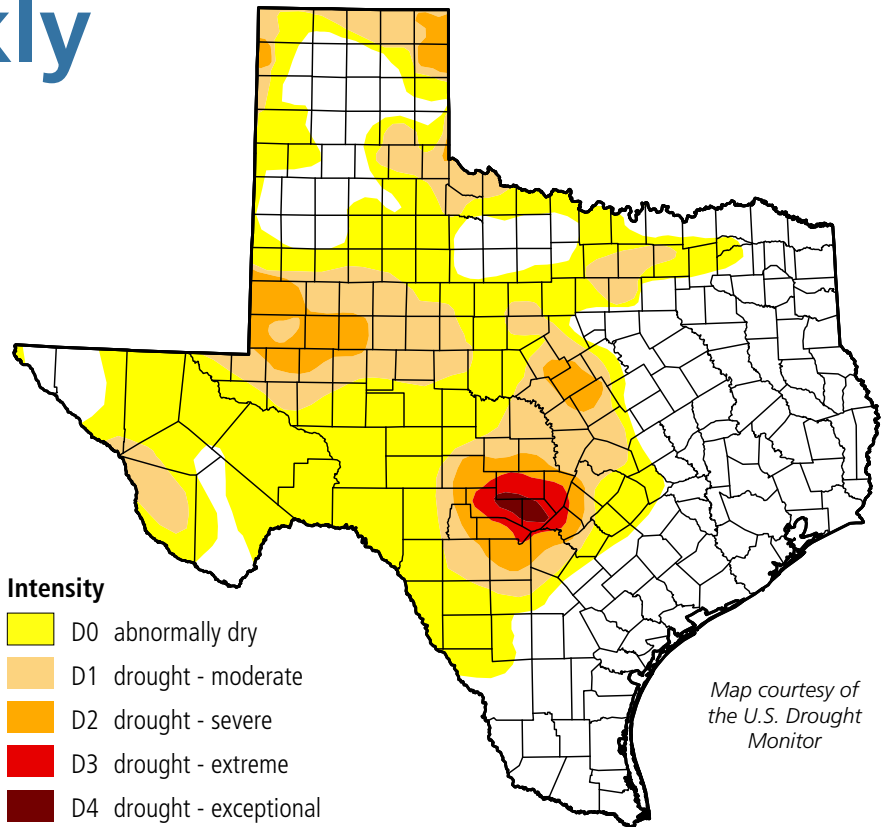 kly
Intensity
D0 abnormally dry
D1 drought - moderate
D2 drought - severe
D3 drought - extreme
D4 drought - exceptional
Map courtesy of
the U.S. Drought
Monitor